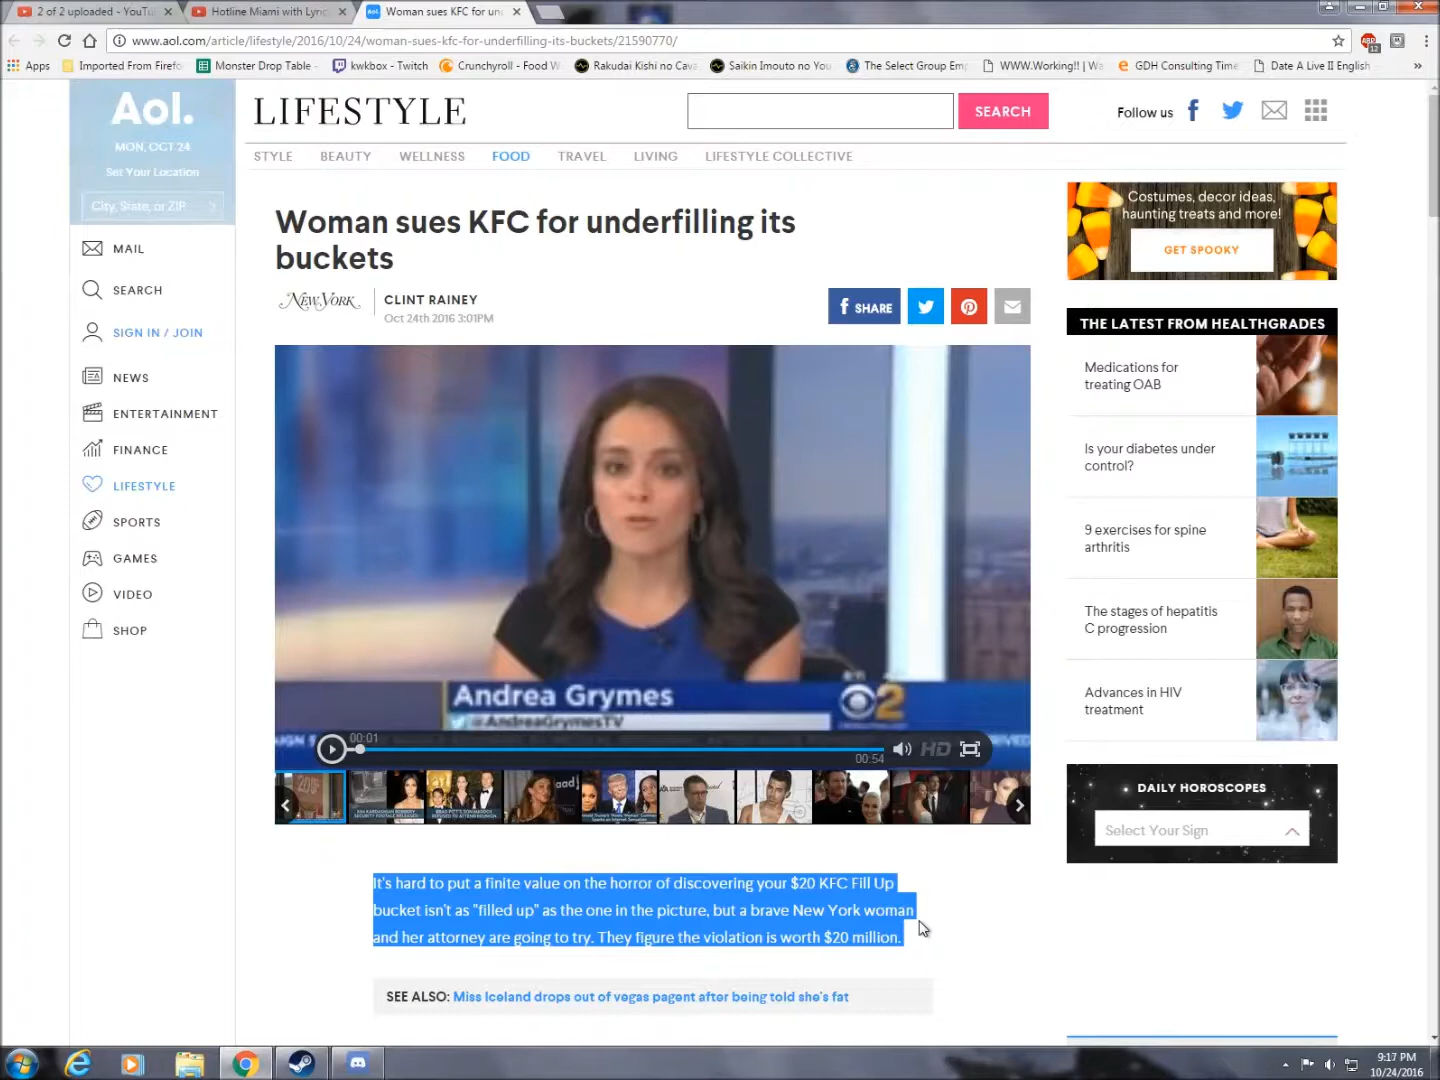 2 of 2 uploaded - YouTu
Hotline Miami with Lyric
Woman sues KFC for un
www.aol.com/article/lifestyle/2016/10/24/woman-sues-kfc-for-underfilling-its-buckets/21590770/
Apps
Imported From Firefo
Monster Drop Table -
kwkbox - Twitch
Crunchyroll - Food W
Rakudai Kishi no Cava
Saikin Imouto no You
The Select Group Emp
WWW.Working!! | Wa
GDH Consulting Time
Date A Live II English
»
Aol.
MON, OCT 24
Set Your Location
City, State, or ZIP
LIFESTYLE
SEARCH
Follow us
STYLE BEAUTY WELLNESS FOOD TRAVEL LIVING LIFESTYLE COLLECTIVE
MAIL
SEARCH
SIGN IN / JOIN
NEWS
ENTERTAINMENT
FINANCE
LIFESTYLE
SPORTS
GAMES
VIDEO
SHOP
Woman sues KFC for underfilling its
buckets
NEW YORK
CLINT RAINEY
Oct 24th 2016 3:01PM
SHARE
Andrea Grymes
@AndreaGrymesTV
2
00:01
00:54
HD
It's hard to put a finite value on the horror of discovering your $20 KFC Fill Up
bucket isn't as "filled up" as the one in the picture, but a brave New York woman
and her attorney are going to try. They figure the violation is worth $20 million.
SEE ALSO: Miss Iceland drops out of vegas pagent after being told she's fat
Costumes, decor ideas,
haunting treats and more!
GET SPOOKY
THE LATEST FROM HEALTHGRADES
Medications for
treating OAB
Is your diabetes under
control?
9 exercises for spine
arthritis
The stages of hepatitis
C progression
Advances in HIV
treatment
DAILY HOROSCOPES
Select Your Sign
9:17 PM
10/24/2016